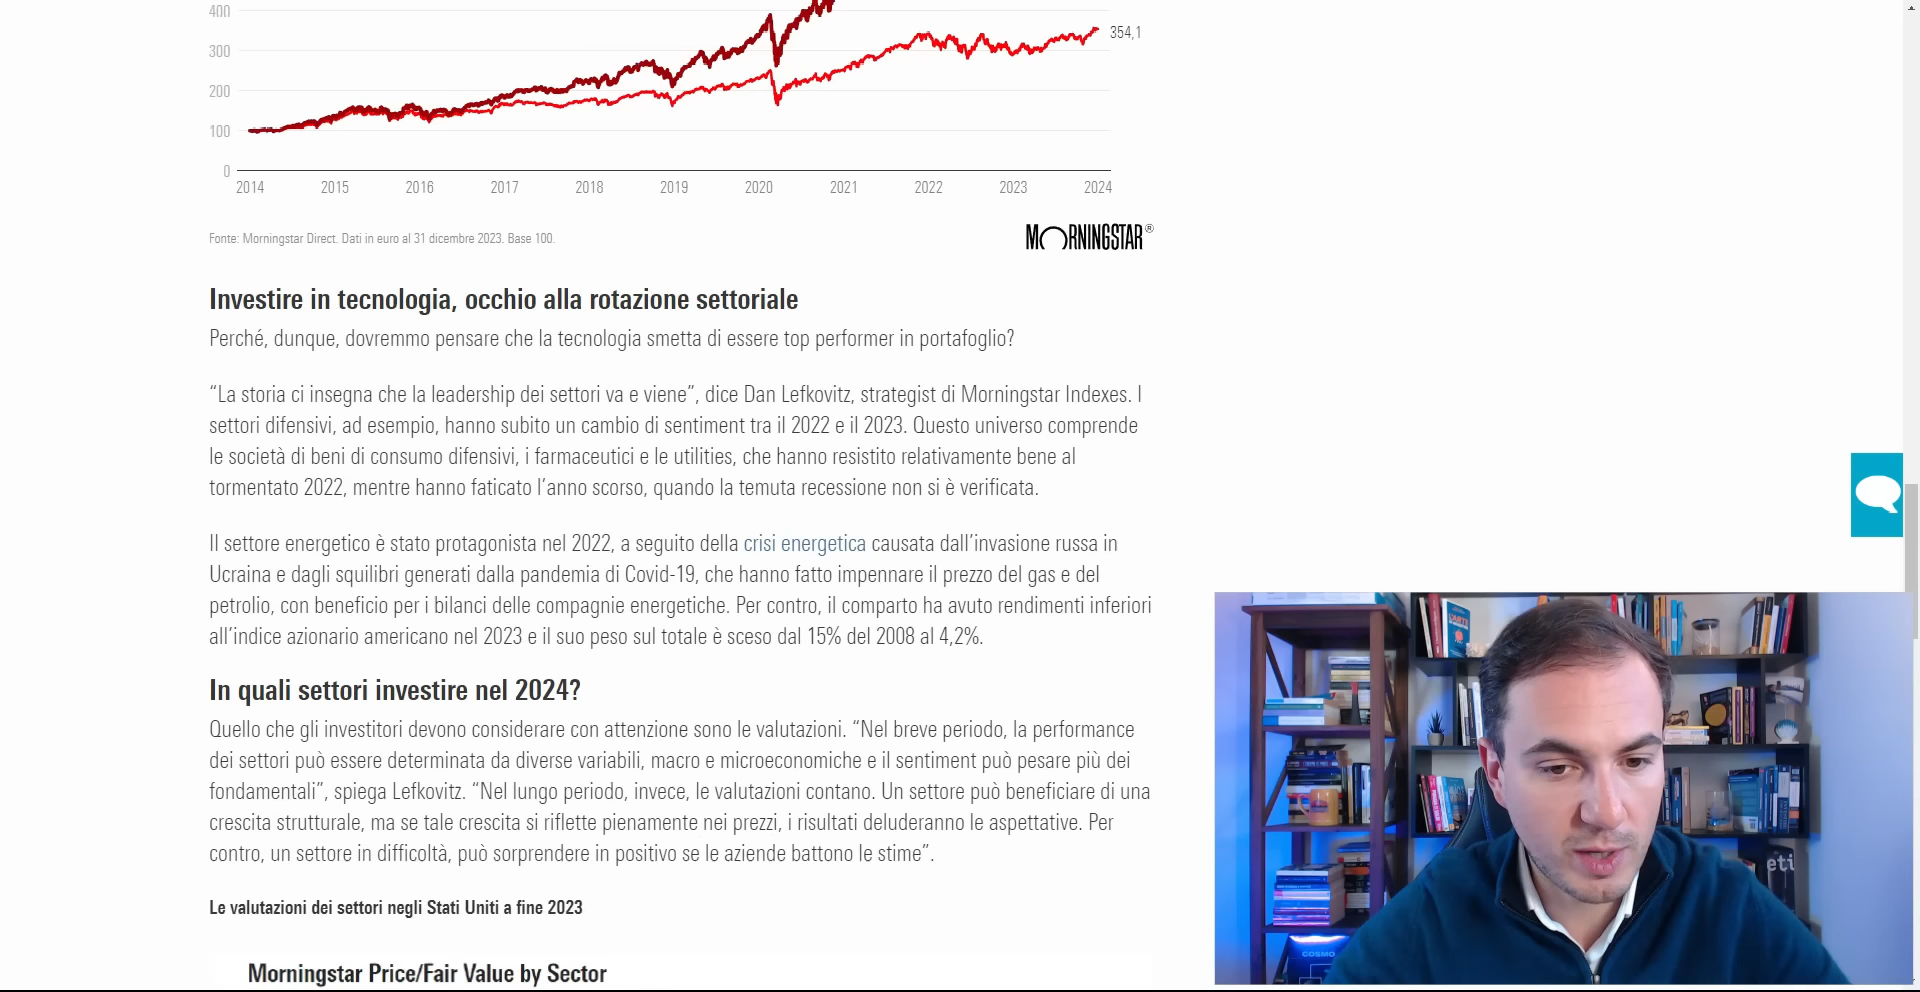 400
300
354,1
200
100
0
2014 2015 2016 2017 2018 2019 2020 2021 2022 2023 2024
Fonte: Morningstar Direct. Dati in euro al 31 dicembre 2023. Base 100.
MORNINGSTAR®
Investire in tecnologia, occhio alla rotazione settoriale
Perché, dunque, dovremmo pensare che la tecnologia smetta di essere top performer in portafoglio?
“La storia ci insegna che la leadership dei settori va e viene”, dice Dan Lefkovitz, strategist di Morningstar Indexes. I
settori difensivi, ad esempio, hanno subito un cambio di sentiment tra il 2022 e il 2023. Questo universo comprende
le società di beni di consumo difensivi, i farmaceutici e le utilities, che hanno resistito relativamente bene al
tormentato 2022, mentre hanno faticato l’anno scorso, quando la temuta recessione non si è verificata.
Il settore energetico è stato protagonista nel 2022, a seguito della crisi energetica causata dall’invasione russa in
Ucraina e dagli squilibri generati dalla pandemia di Covid-19, che hanno fatto impennare il prezzo del gas e del
petrolio, con beneficio per i bilanci delle compagnie energetiche. Per contro, il comparto ha avuto rendimenti inferiori
all’indice azionario americano nel 2023 e il suo peso sul totale è sceso dal 15% del 2008 al 4,2%.
In quali settori investire nel 2024?
Quello che gli investitori devono considerare con attenzione sono le valutazioni. “Nel breve periodo, la performance
dei settori può essere determinata da diverse variabili, macro e microeconomiche e il sentiment può pesare più dei
fondamentali”, spiega Lefkovitz. “Nel lungo periodo, invece, le valutazioni contano. Un settore può beneficiare di una
crescita strutturale, ma se tale crescita si riflette pienamente nei prezzi, i risultati deluderanno le aspettative. Per
contro, un settore in difficoltà, può sorprendere in positivo se le aziende battono le stime”.
Le valutazioni dei settori negli Stati Uniti a fine 2023
Morningstar Price/Fair Value by Sector
eti
COSMO